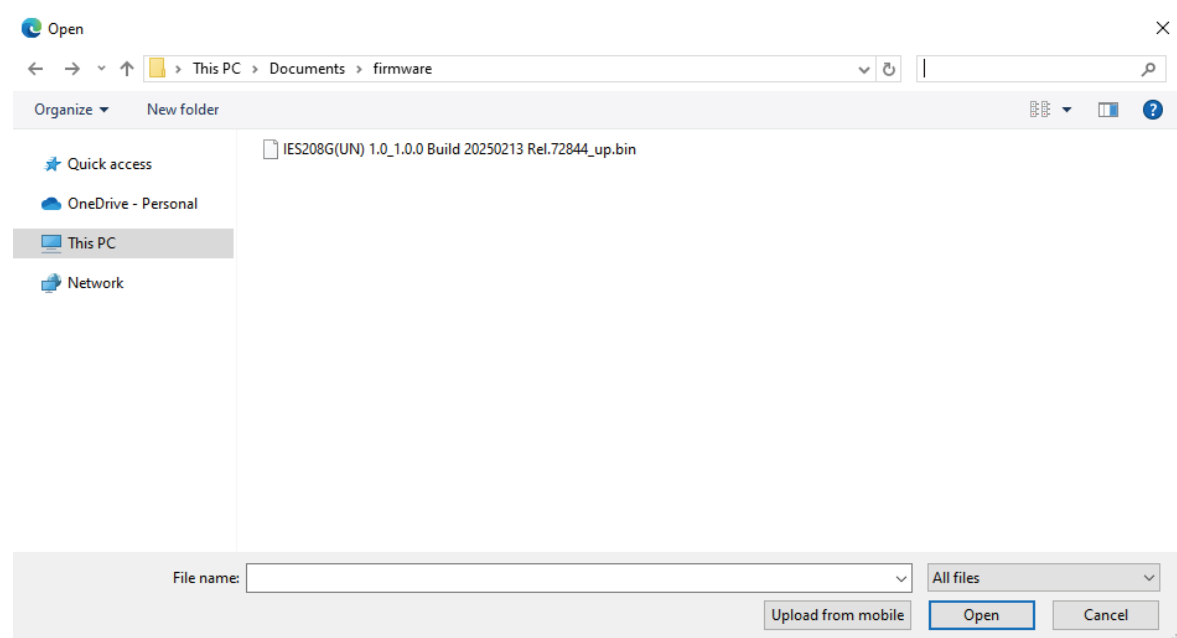 Open
This PC > Documents > firmware
Organize New folder
?
Quick access
OneDrive - Personal
This PC
Network
IES208G(UN) 1.0_1.0.0 Build 20250213 Rel.72844_up.bin
File name:
All files
Upload from mobile Open Cancel